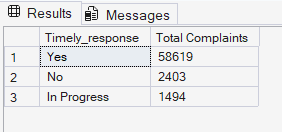 Results Messages
Timely_response Total Complaints
1 Yes 58619
2 No 2403
3 In Progress 1494